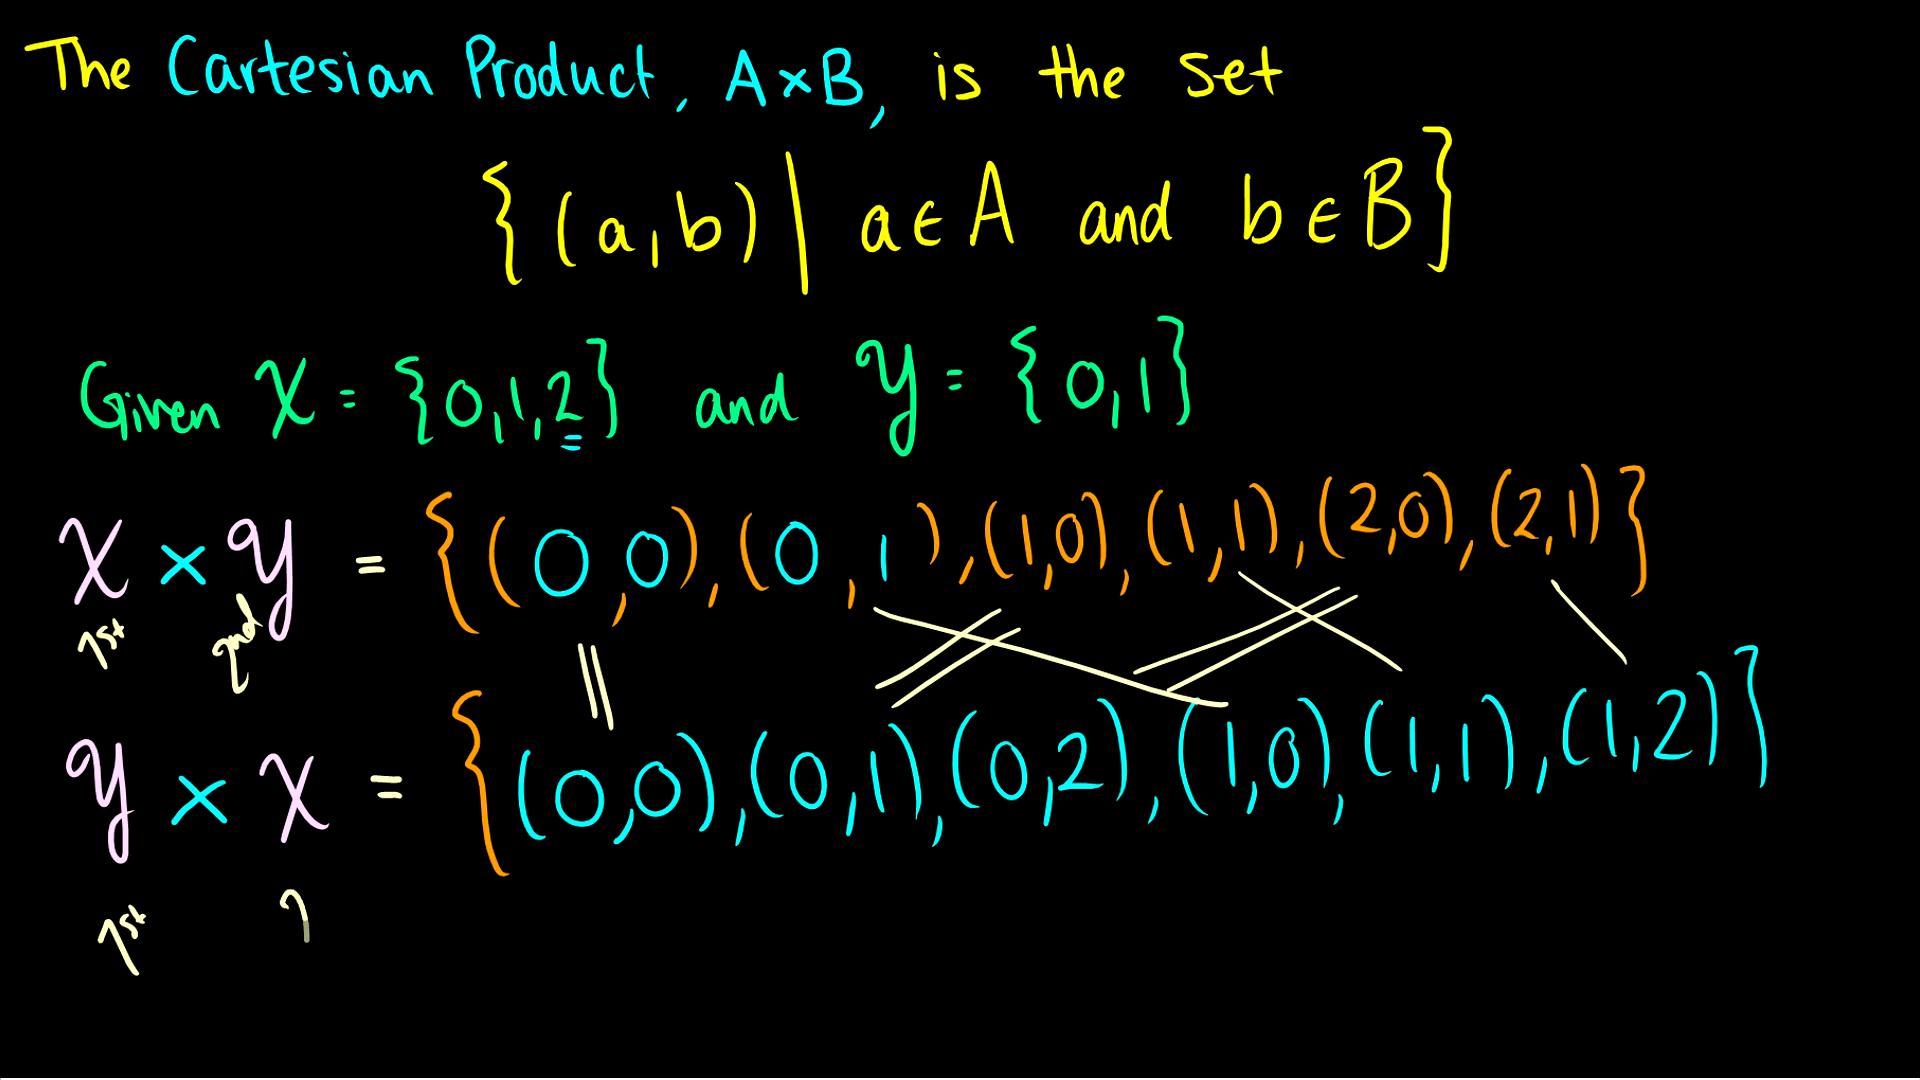 The Cartesian Product, A×B, is the set
{(a,b) | a∈A and b∈B}
Given X = {0,1,2} and Y = {0,1}
X × Y = {(0,0),(0,1),(1,0),(1,1),(2,0),(2,1)}
1st 2nd
Y × X = {(0,0),(0,1),(0,2),(1,0),(1,1),(1,2)}
1st